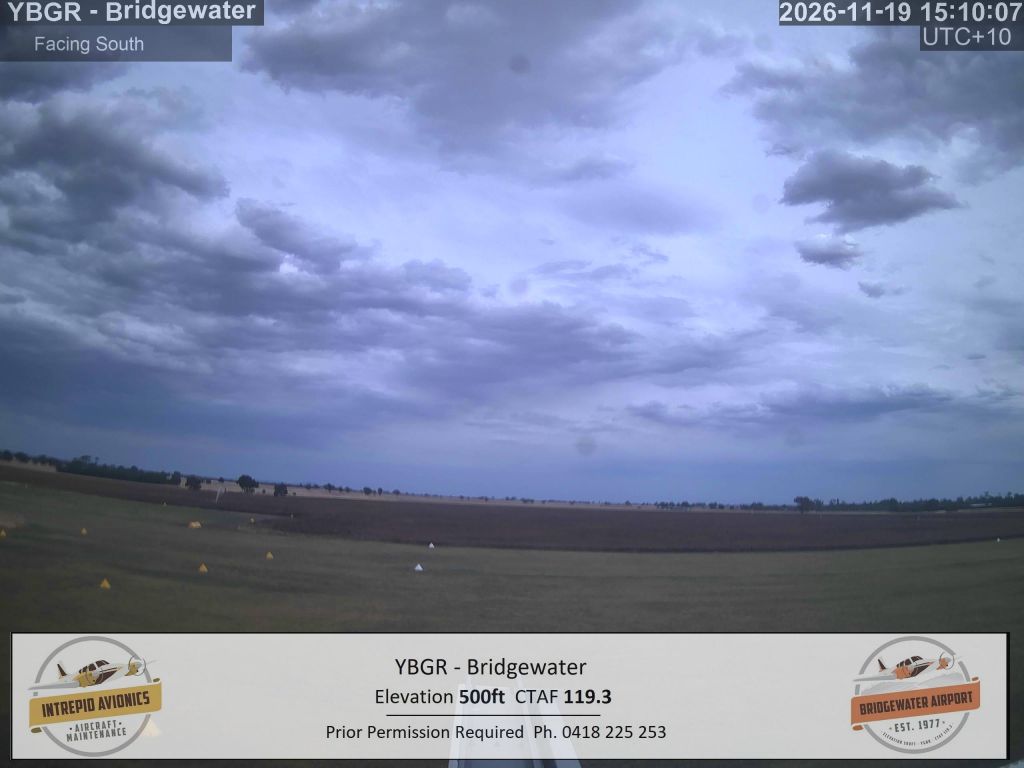 YBGR - Bridgewater
Facing South
2026-11-19 15:10:07
UTC+10
INTREPID AVIONICS
AIRCRAFT
MAINTENANCE
YBGR - Bridgewater
Elevation 500ft CTAF 119.3
Prior Permission Required Ph. 0418 225 253
BRIDGEWATER AIRPORT
EST. 1977